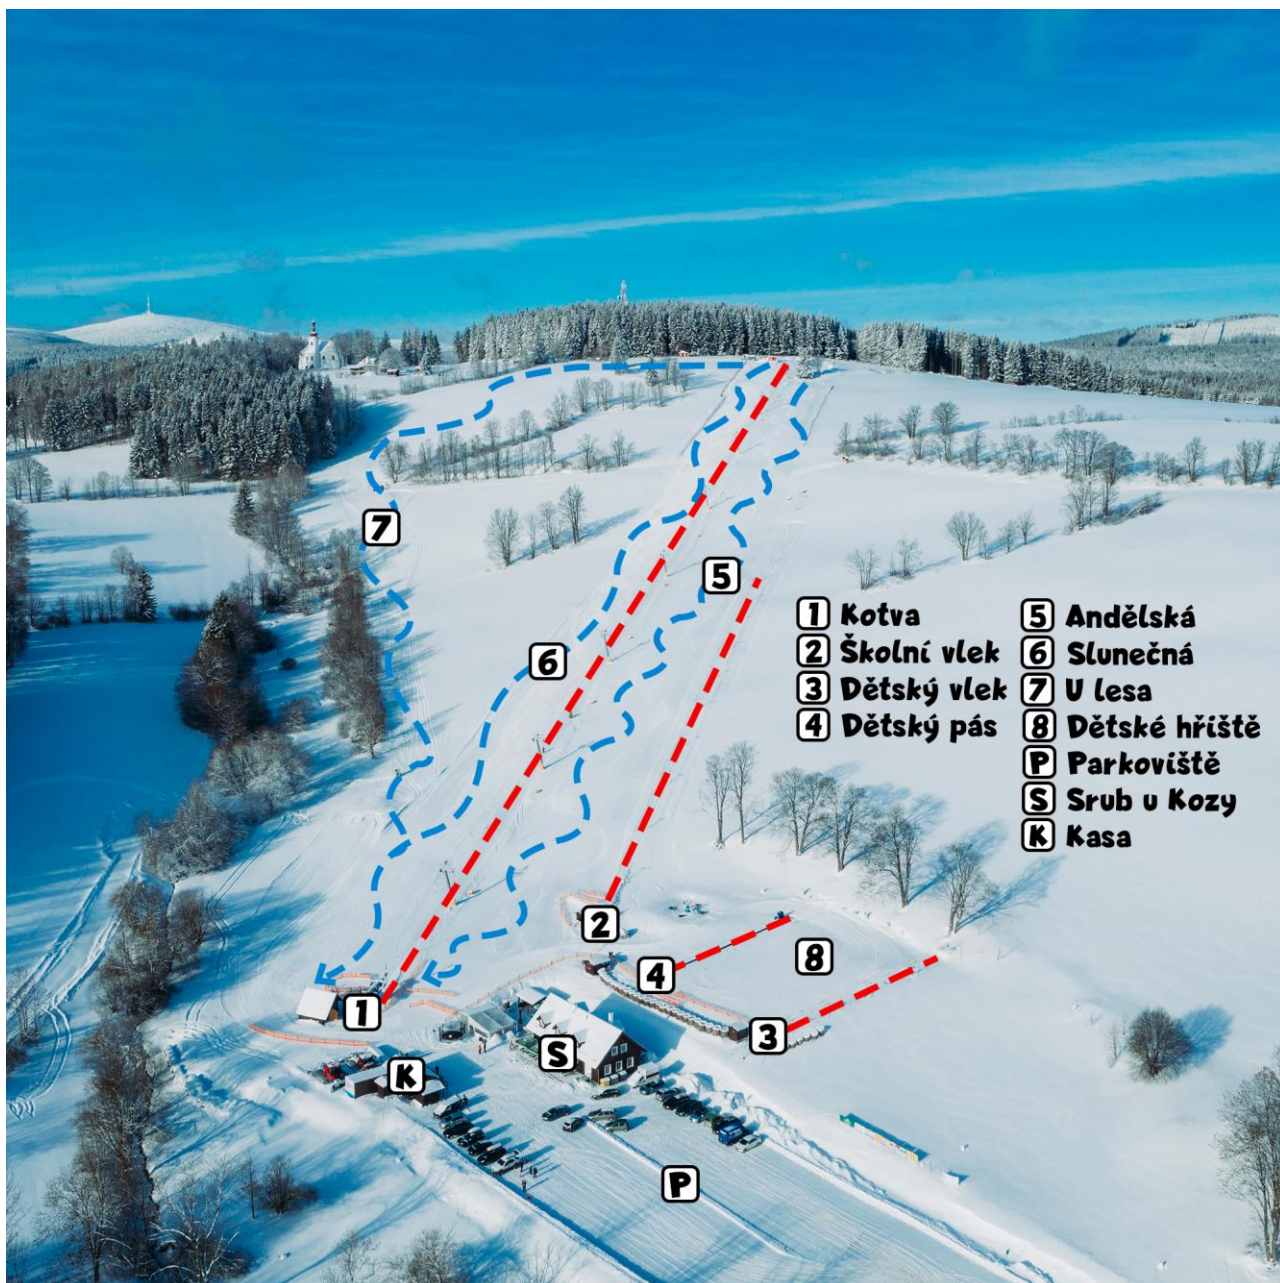 7
5
6
2
4
8
1
3
S
K
P
1 Kotva
2 Školní vlek
3 Dětský vlek
4 Dětský pás
5 Andělská
6 Slunečná
7 U lesa
8 Dětské hřiště
P Parkoviště
S Srub u Kozy
K Kasa